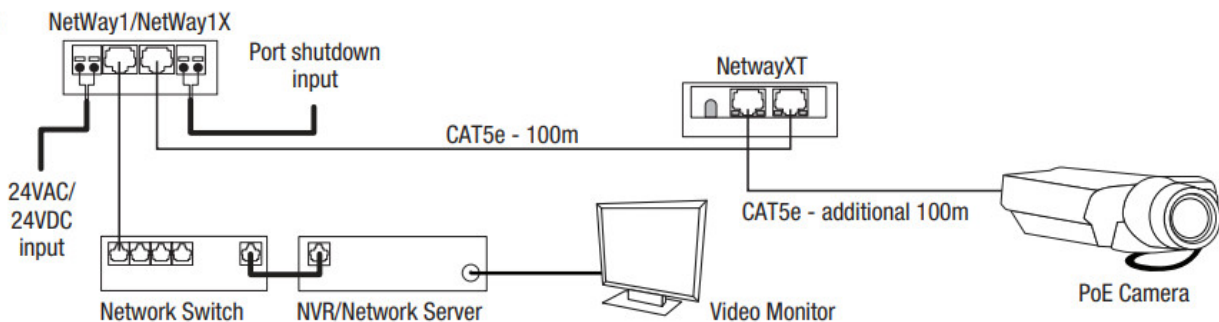 NetWay1/NetWay1X
Port shutdown
input
NetwayXT
CAT5e - 100m
24VAC/
24VDC
input
CAT5e - additional 100m
Network Switch
NVR/Network Server
Video Monitor
PoE Camera